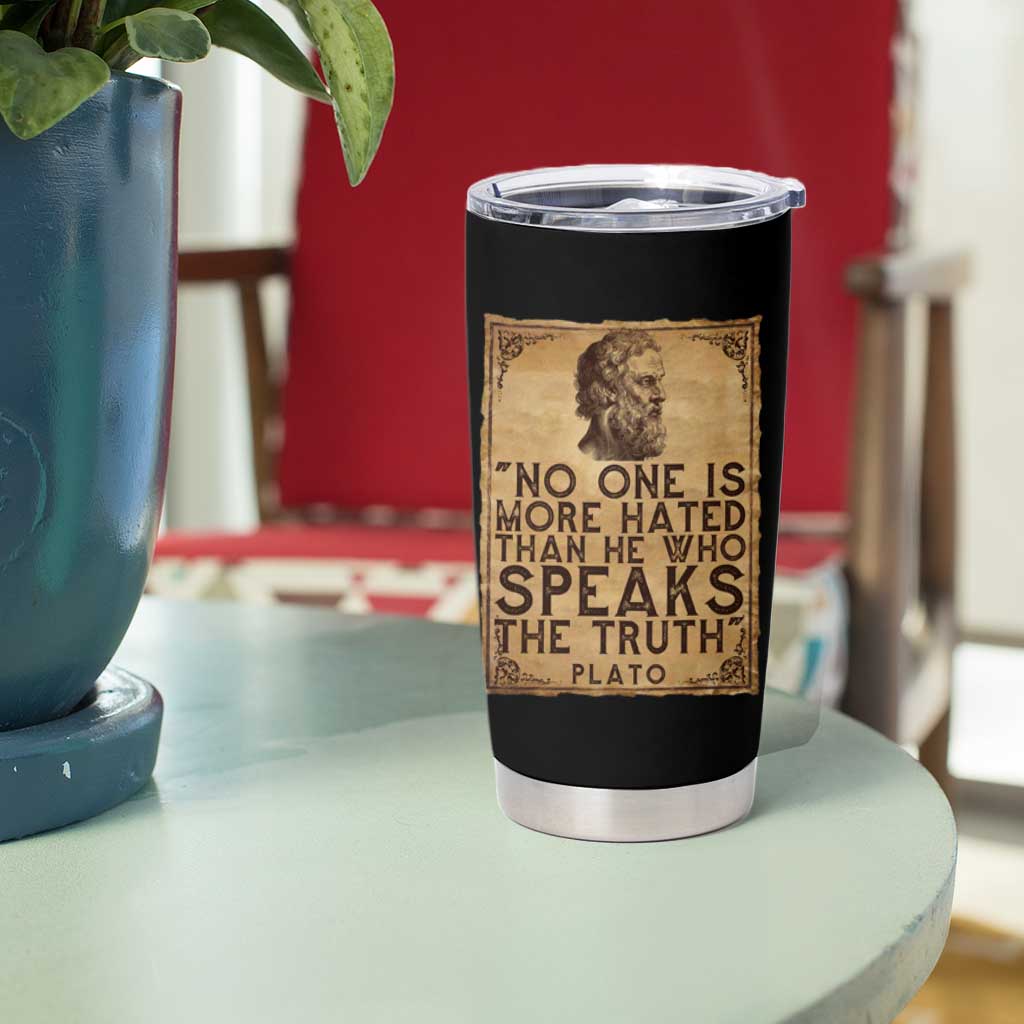 "NO ONE IS
MORE HATED
THAN HE WHO
SPEAKS
THE TRUTH"
PLATO